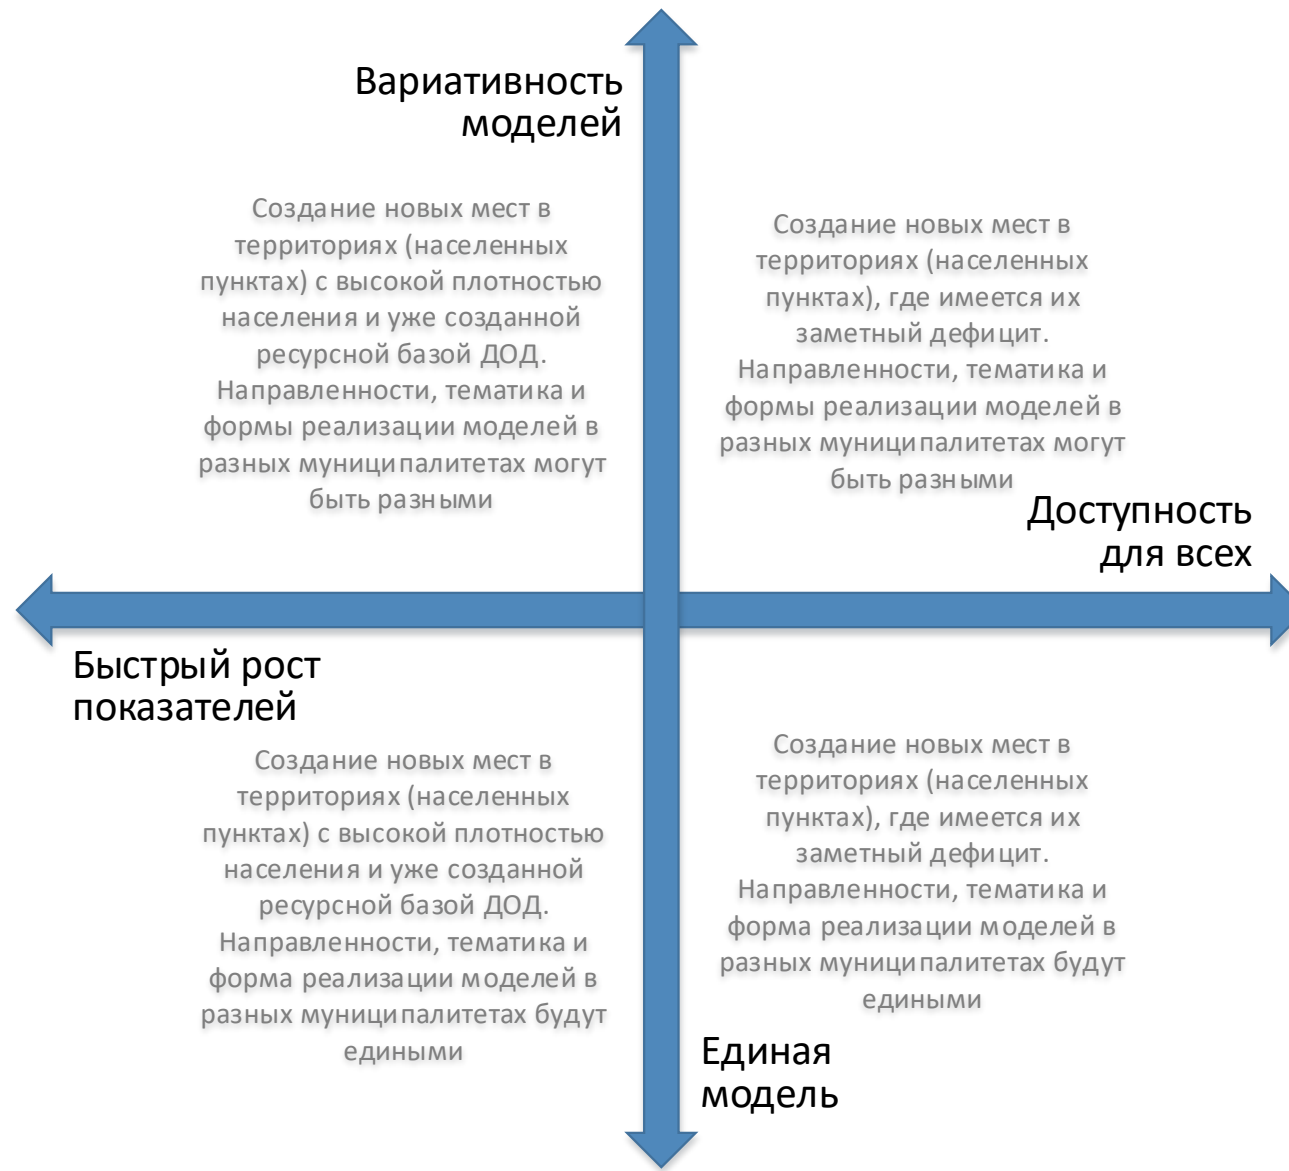 Вариативность
моделей
Создание новых мест в
территориях (населенных
пунктах) с высокой плотностью
населения и уже созданной
ресурсной базой ДОД.
Направленности, тематика и
формы реализации моделей в
разных муниципалитетах могут
быть разными
Создание новых мест в
территориях (населенных
пунктах), где имеется их
заметный дефицит.
Направленности, тематика и
формы реализации моделей в
разных муниципалитетах могут
быть разными
Доступность
для всех
Быстрый рост
показателей
Создание новых мест в
территориях (населенных
пунктах) с высокой плотностью
населения и уже созданной
ресурсной базой ДОД.
Направленности, тематика и
форма реализации моделей в
разных муниципалитетах будут
едиными
Создание новых мест в
территориях (населенных
пунктах), где имеется их
заметный дефицит.
Направленности, тематика и
форма реализации моделей в
разных муниципалитетах будут
едиными
Единая
модель